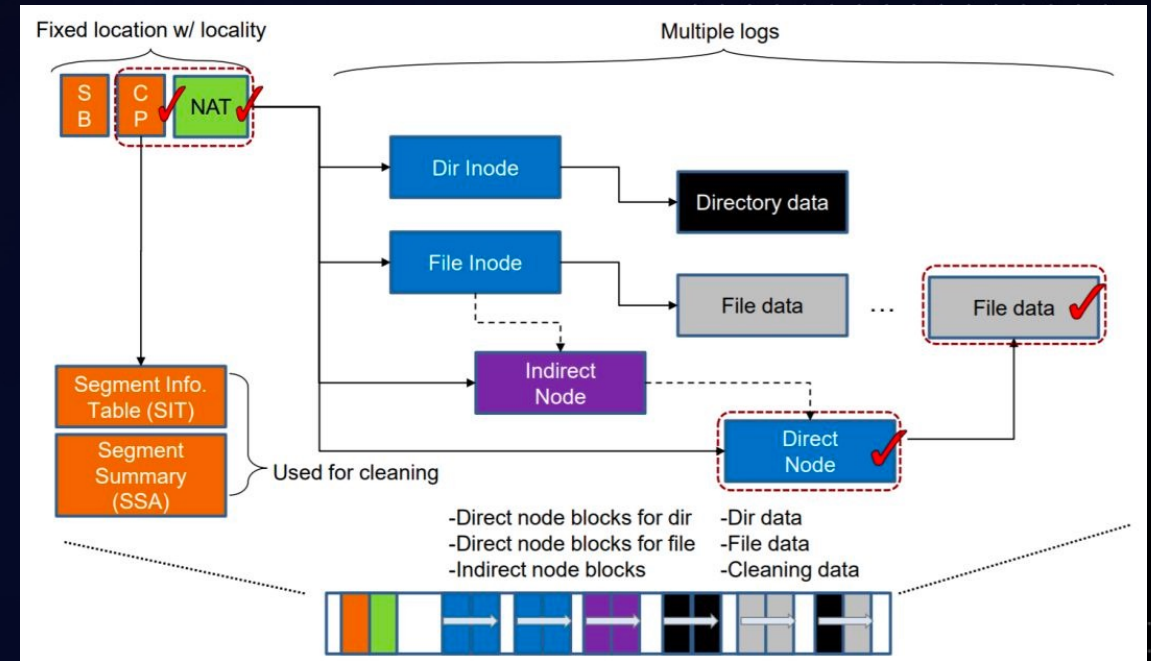 Fixed location w/ locality
Multiple logs
S
B
C
P
NAT
Dir Inode
Directory data
File Inode
File data
...
File data
Indirect
Node
Segment Info.
Table (SIT)
Segment
Summary
(SSA)
Used for cleaning
Direct
Node
-Direct node blocks for dir
-Direct node blocks for file
-Indirect node blocks
-Dir data
-File data
-Cleaning data